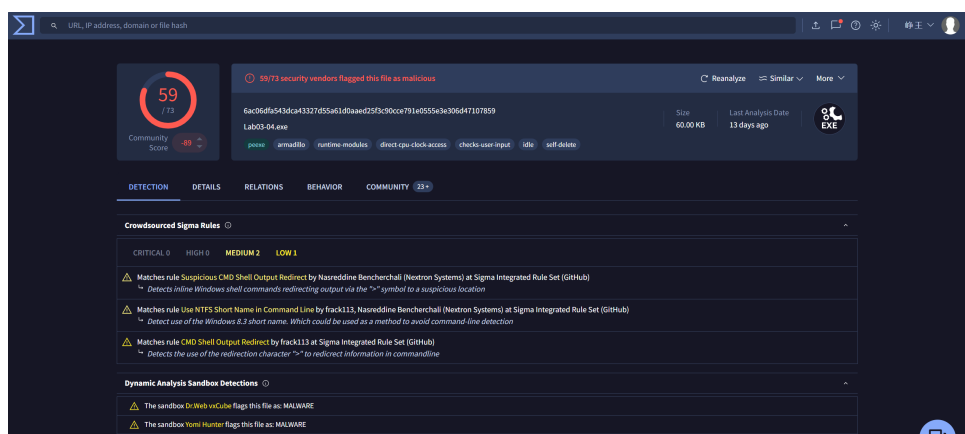 URL, IP address, domain or file hash
峥王
59
/ 73
Community
Score
-89
59/73 security vendors flagged this file as malicious
Reanalyze
Similar
More
6ac06dfa543dca43327d55a61d0aaed25f3c90cce791e0555e3e306d47107859
Lab03-04.exe
Size
60.00 KB
Last Analysis Date
13 days ago
EXE
peexe
armadillo
runtime-modules
direct-cpu-clock-access
checks-user-input
idle
self-delete
DETECTION
DETAILS
RELATIONS
BEHAVIOR
COMMUNITY 23+
Crowdsourced Sigma Rules
CRITICAL 0
HIGH 0
MEDIUM 2
LOW 1
Matches rule Suspicious CMD Shell Output Redirect by Nasreddine Bencherchali (Nextron Systems) at Sigma Integrated Rule Set (GitHub)
Detects inline Windows shell commands redirecting output via the ">" symbol to a suspicious location
Matches rule Use NTFS Short Name in Command Line by frack113, Nasreddine Bencherchali (Nextron Systems) at Sigma Integrated Rule Set (GitHub)
Detect use of the Windows 8.3 short name. Which could be used as a method to avoid command-line detection
Matches rule CMD Shell Output Redirect by frack113 at Sigma Integrated Rule Set (GitHub)
Detects the use of the redirection character ">" to redicrect information in commandline
Dynamic Analysis Sandbox Detections
The sandbox Dr.Web vxCube flags this file as: MALWARE
The sandbox Yomi Hunter flags this file as: MALWARE